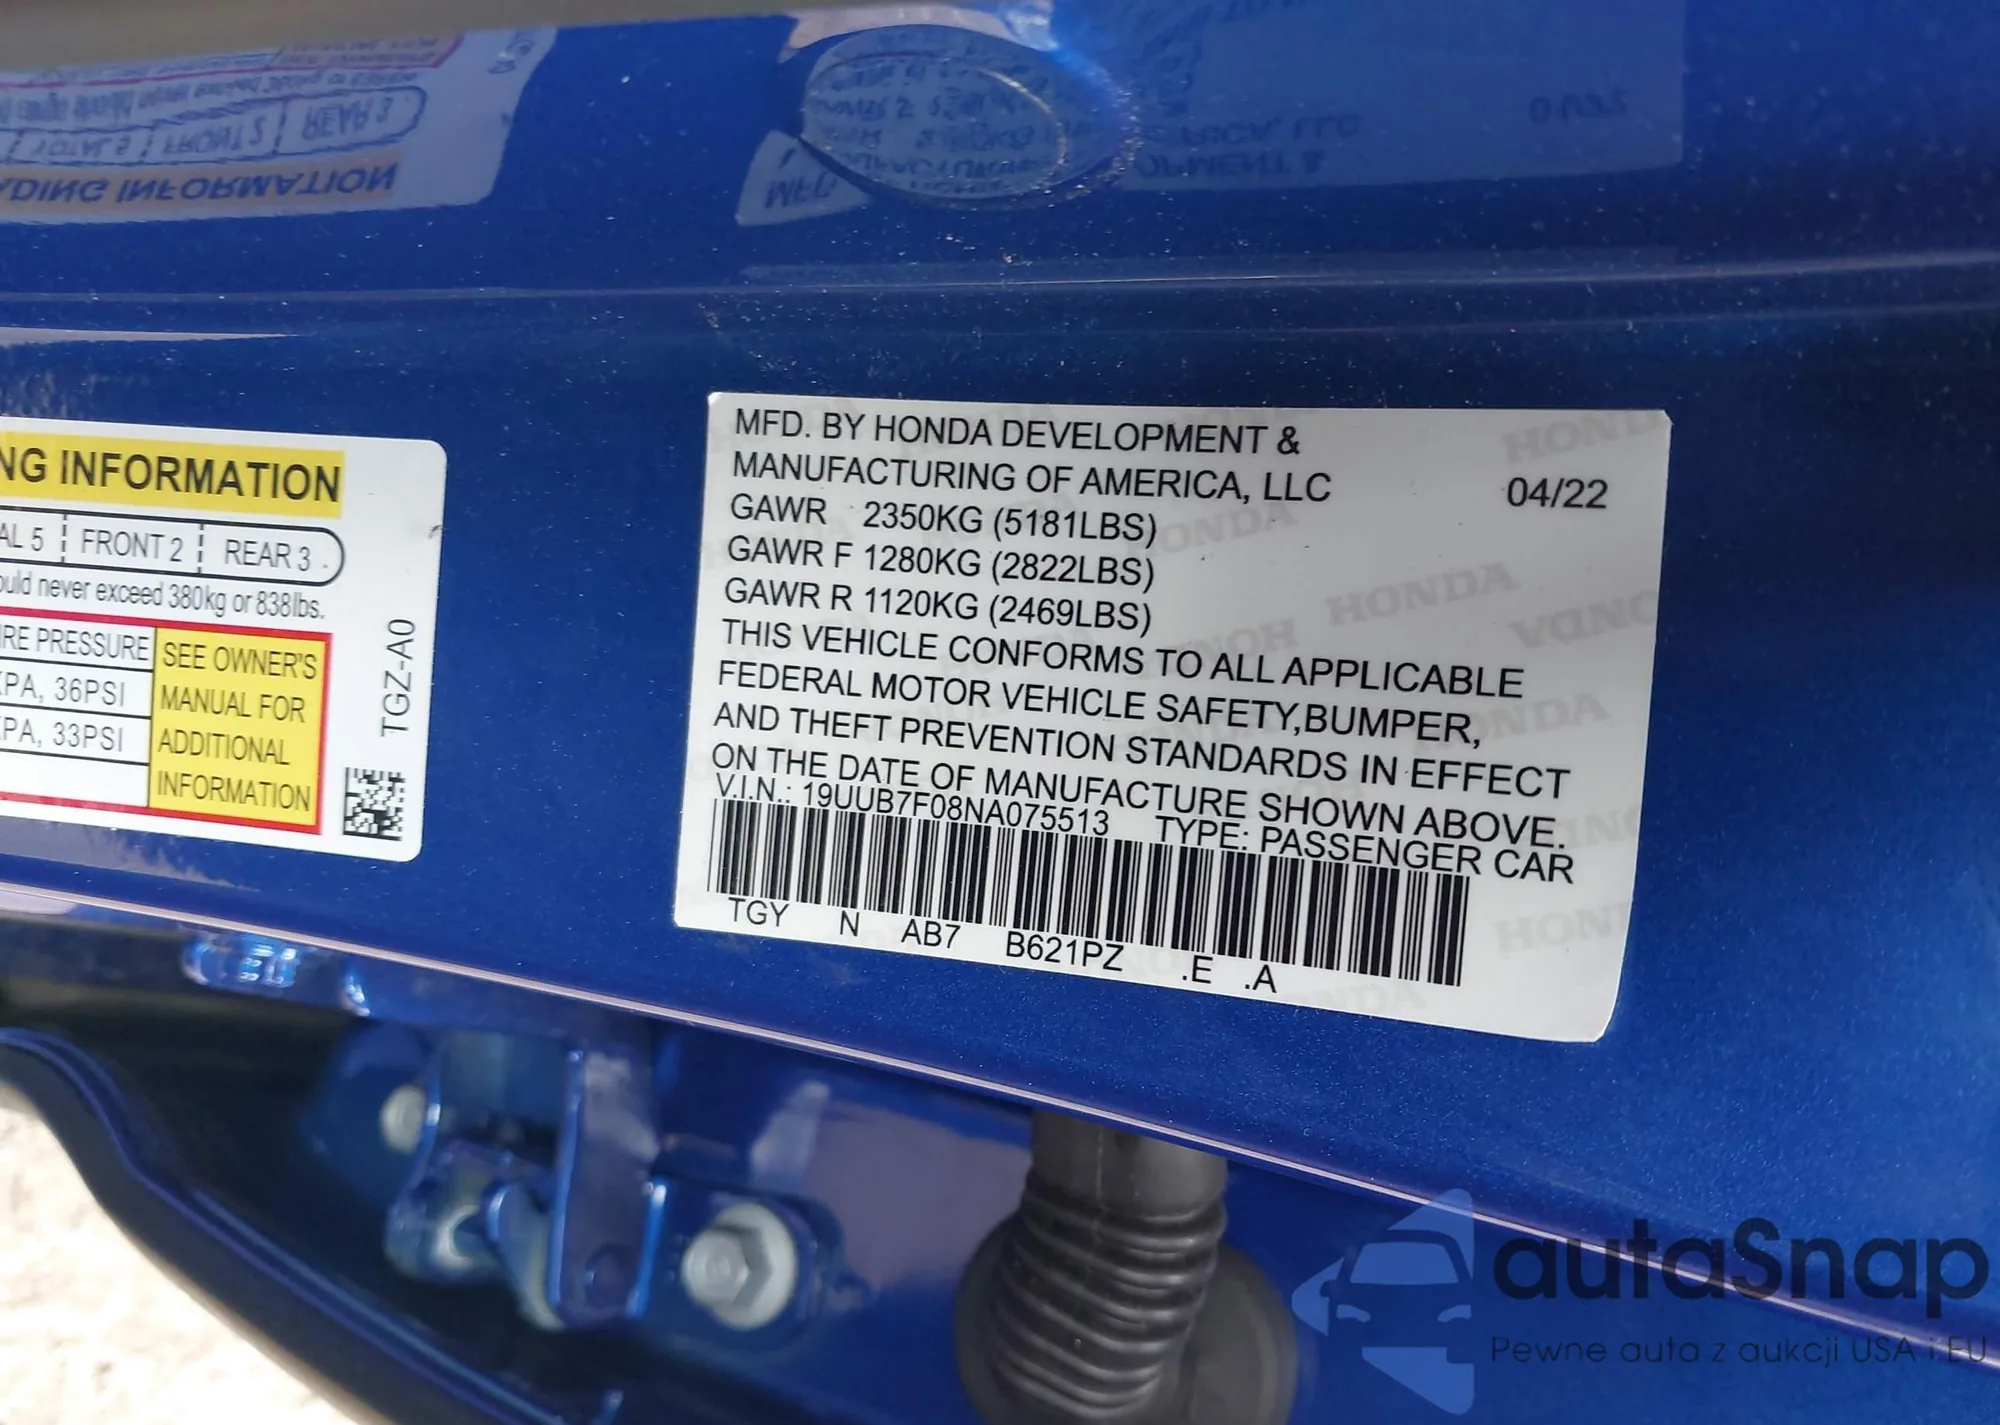 NG INFORMATION
AL 5 FRONT 2 REAR 3
ould never exceed 380kg or 838lbs.
IRE PRESSURE
KPA, 36PSI
KPA, 33PSI
SEE OWNER'S
MANUAL FOR
ADDITIONAL
INFORMATION
TGZ-A0
MFD. BY HONDA DEVELOPMENT &
MANUFACTURING OF AMERICA, LLC 04/22
GAWR 2350KG (5181LBS)
GAWR F 1280KG (2822LBS)
GAWR R 1120KG (2469LBS)
THIS VEHICLE CONFORMS TO ALL APPLICABLE
FEDERAL MOTOR VEHICLE SAFETY,BUMPER,
AND THEFT PREVENTION STANDARDS IN EFFECT
ON THE DATE OF MANUFACTURE SHOWN ABOVE.
V.I.N.: 19UUB7F08NA075513 TYPE: PASSENGER CAR
TGY N AB7 B621PZ .E .A
autaSnap
Pewne auta z aukcji USA i EU